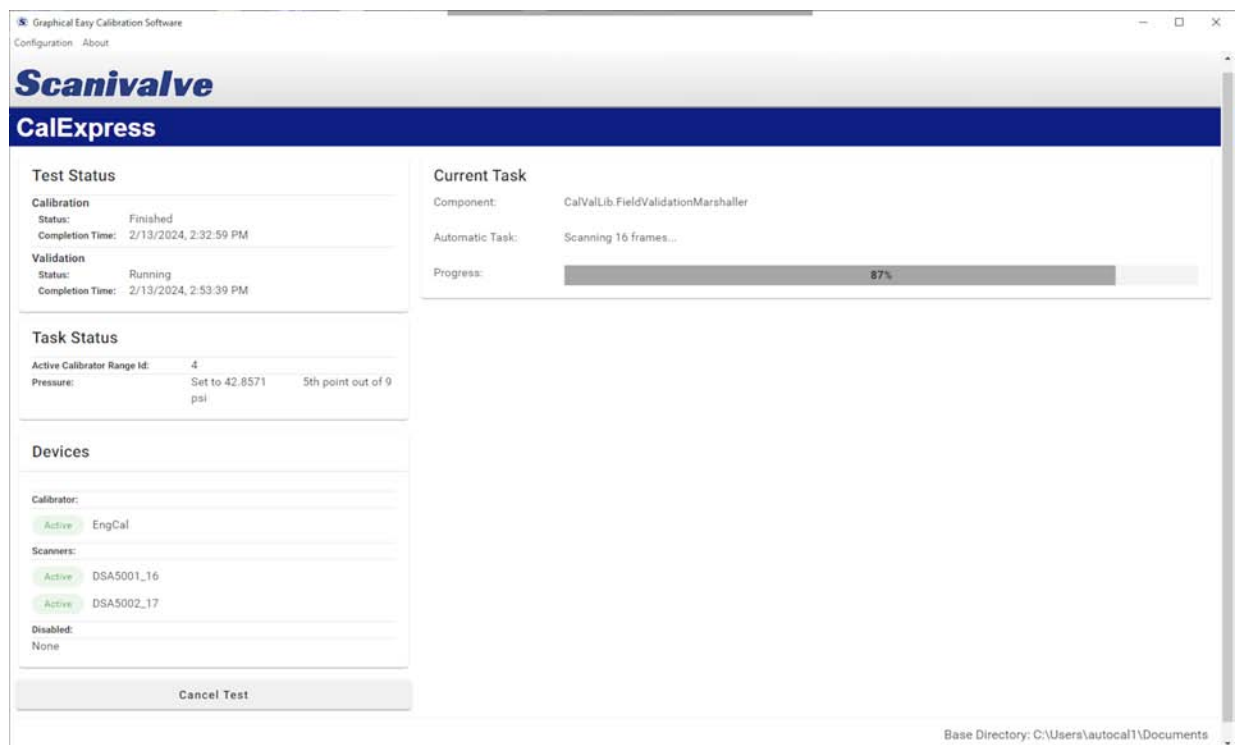 Graphical Easy Calibration Software
Configuration About
Scanivalve
CalExpress
Test Status
Calibration
Status: Finished
Completion Time: 2/13/2024, 2:32:59 PM
Validation
Status: Running
Completion Time: 2/13/2024, 2:53:39 PM
Task Status
Active Calibrator Range Id: 4
Pressure: Set to 42.8571 psi 5th point out of 9
Devices
Calibrator:
Active EngCal
Scanners:
Active DSA5001_16
Active DSA5002_17
Disabled:
None
Cancel Test
Current Task
Component: CalValLib.FieldValidationMarshaller
Automatic Task: Scanning 16 frames...
Progress: 87%
Base Directory: C:\Users\autocal1\Documents